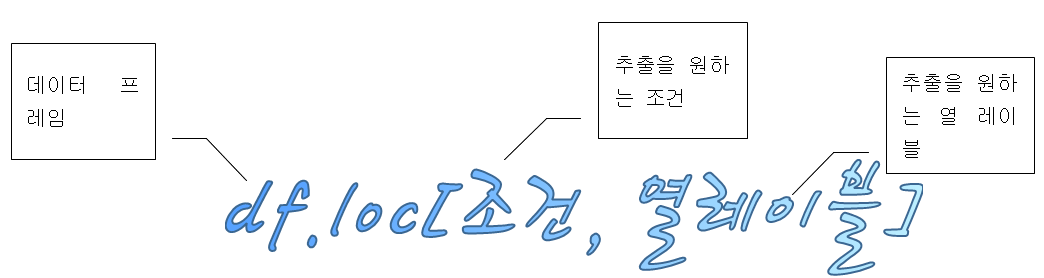 데이터 프
레임
추출을 원하
는 조건
추출을 원하
는 열 레이
블
df.loc[조건, 열레이블]